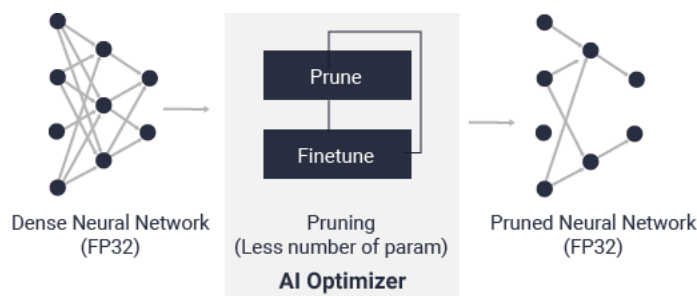 Prune
Finetune
Dense Neural Network
(FP32)
Pruning
(Less number of param)
AI Optimizer
Pruned Neural Network
(FP32)